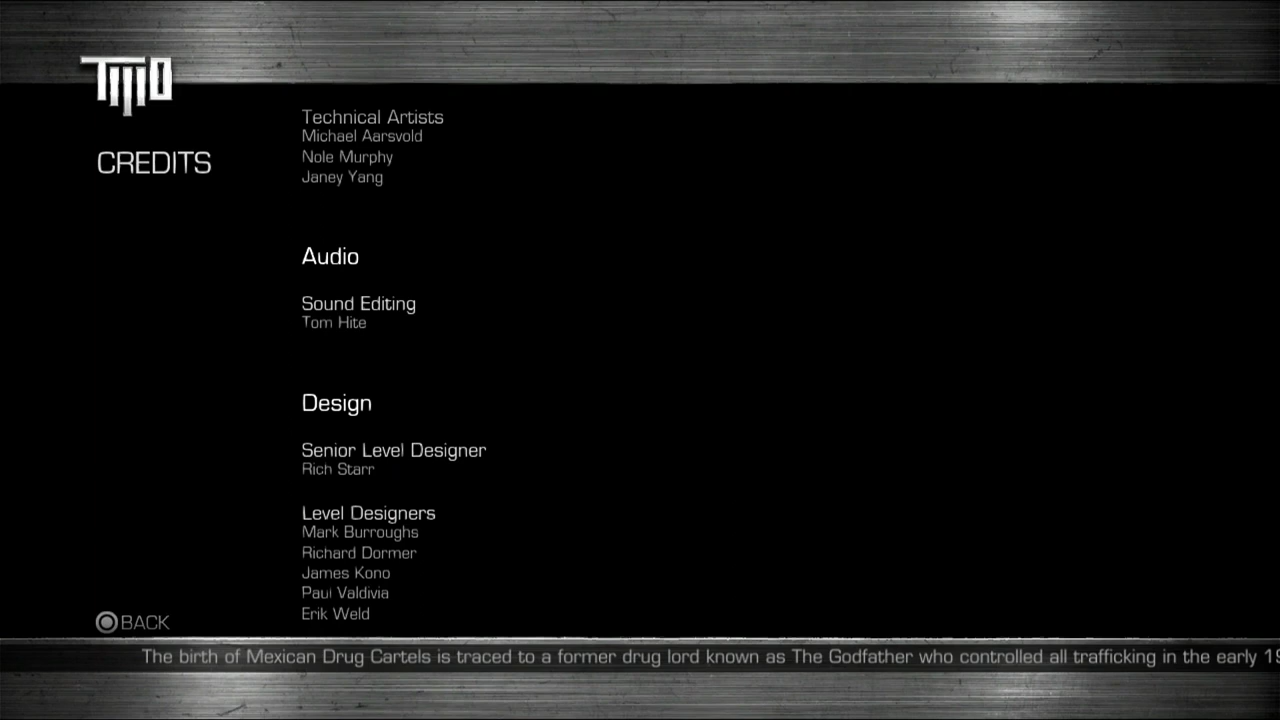 CREDITS
Technical Artists
Michael Aarsvold
Nole Murphy
Janey Yang
Audio
Sound Editing
Tom Hite
Design
Senior Level Designer
Rich Starr
Level Designers
Mark Burroughs
Richard Dormer
James Kono
Paul Valdivia
Erik Weld
BACK
The birth of Mexican Drug Cartels is traced to a former drug lord known as The Godfather who controlled all trafficking in the early